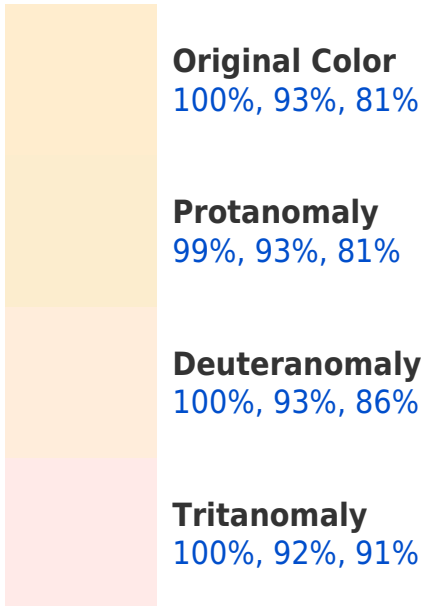 Original Color
100%, 93%, 81%
Protanomaly
99%, 93%, 81%
Deuteranomaly
100%, 93%, 86%
Tritanomaly
100%, 92%, 91%